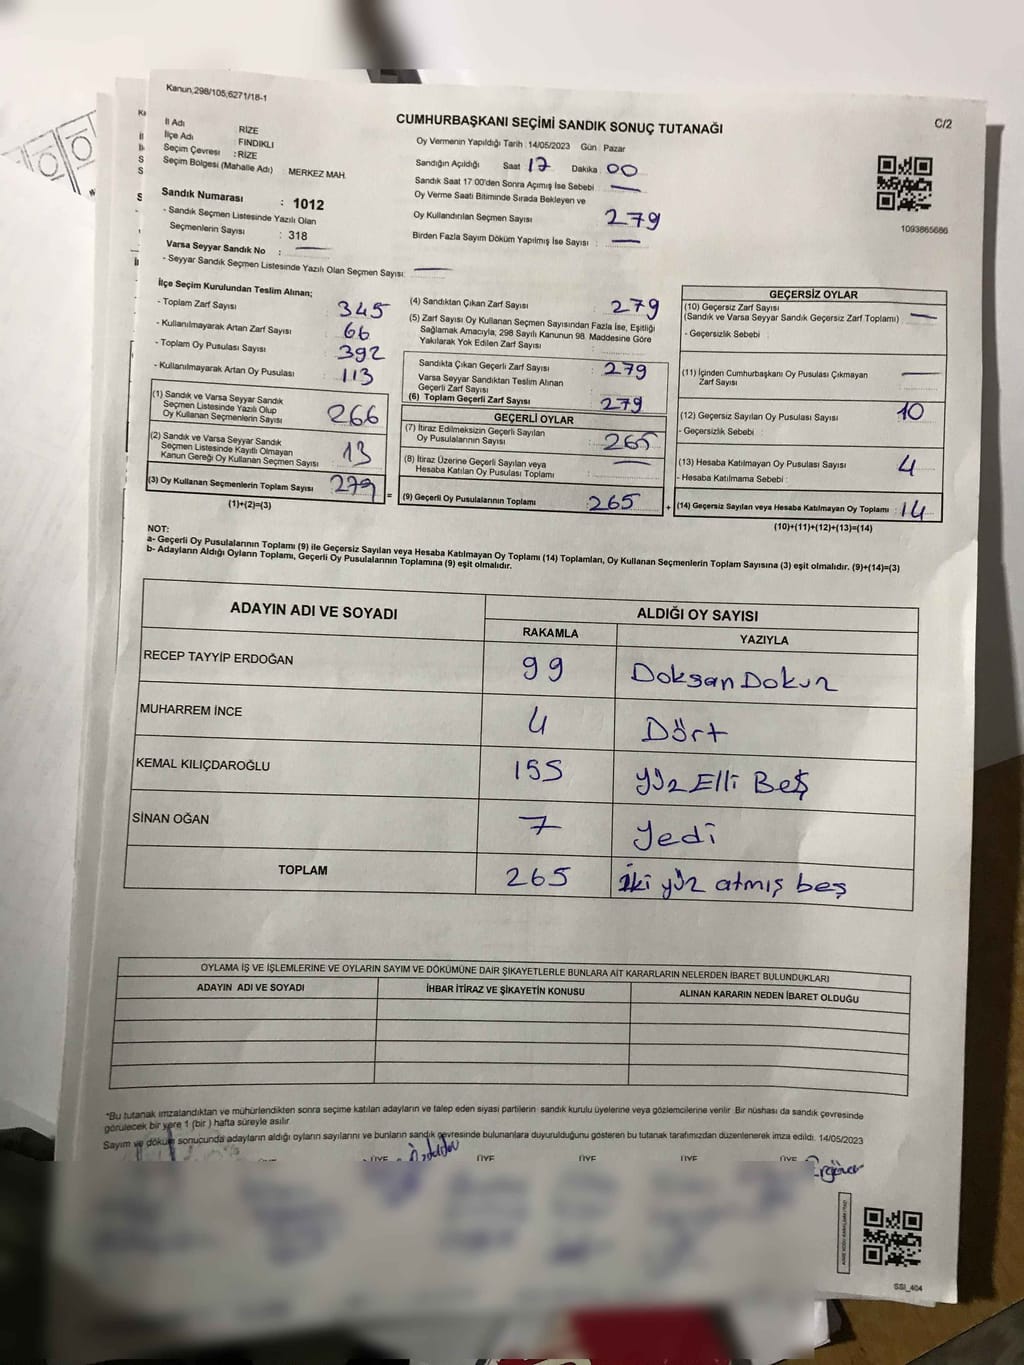 Kanun,298/105;6271/18-1
C/2
CUMHURBAŞKANI SEÇİMİ SANDIK SONUÇ TUTANAĞI
İl Adı RİZE
İlçe Adı : FINDIKLI
Seçim Çevresi : RİZE
Seçim Bölgesi (Mahalle Adı) : MERKEZ MAH.
Sandık Numarası : 1012
- Sandık Seçmen Listesinde Yazılı Olan
Seçmenlerin Sayısı : 318
Varsa Seyyar Sandık No :
- Seyyar Sandık Seçmen Listesinde Yazılı Olan Seçmen Sayısı:
Oy Vermenin Yapıldığı Tarih : 14/05/2023 Gün : Pazar
Sandığın Açıldığı Saat 17 Dakika 00
Sandık Saat 17:00'den Sonra Açımış İse Sebebi :
Oy Verme Saati Bitiminde Sırada Bekleyen ve
Oy Kullandırılan Seçmen Sayısı 279
Birden Fazla Sayım Döküm Yapılmış İse Sayısı :
1093865686
İlçe Seçim Kurulundan Teslim Alınan;
- Toplam Zarf Sayısı : 345
- Kullanılmayarak Artan Zarf Sayısı : 66
- Toplam Oy Pusulası Sayısı : 392
- Kullanılmayarak Artan Oy Pusulası : 113
(1) Sandık ve Varsa Seyyar Sandık
Seçmen Listesinde Yazılı Olup
Oy Kullanan Seçmenlerin Sayısı : 266
(2) Sandık ve Varsa Seyyar Sandık
Seçmen Listesinde Kayıtlı Olmayan
Kanun Gereği Oy Kullanan Seçmen Sayısı : 13
(3) Oy Kullanan Seçmenlerin Toplam Sayısı : 279
(1)+(2)=(3)
(4) Sandıktan Çıkan Zarf Sayısı : 279
(5) Zarf Sayısı Oy Kullanan Seçmen Sayısından Fazla İse, Eşitliği
Sağlamak Amacıyla, 298 Sayılı Kanunun 98. Maddesine Göre
Yakılarak Yok Edilen Zarf Sayısı :
Sandıkta Çıkan Geçerli Zarf Sayısı : 279
Varsa Seyyar Sandıktan Teslim Alınan
Geçerli Zarf Sayısı :
(6) Toplam Geçerli Zarf Sayısı : 279
GEÇERLİ OYLAR
(7) İtiraz Edilmeksizin Geçerli Sayılan
Oy Pusulalarının Sayısı : 265
(8) İtiraz Üzerine Geçerli Sayılan veya
Hesaba Katılan Oy Pusulası Toplamı :
= (9) Geçerli Oy Pusulalarının Toplamı : 265
GEÇERSİZ OYLAR
(10) Geçersiz Zarf Sayısı
(Sandık ve Varsa Seyyar Sandık Geçersiz Zarf Toplamı) :
- Geçersizlik Sebebi :
(11) İçinden Cumhurbaşkanı Oy Pusulası Çıkmayan
Zarf Sayısı :
(12) Geçersiz Sayılan Oy Pusulası Sayısı : 10
- Geçersizlik Sebebi :
(13) Hesaba Katılmayan Oy Pusulası Sayısı : 4
- Hesaba Katılmama Sebebi :
+ (14) Geçersiz Sayılan veya Hesaba Katılmayan Oy Toplamı : 14
(10)+(11)+(12)+(13)=(14)
NOT:
a- Geçerli Oy Pusulalarının Toplamı (9) ile Geçersiz Sayılan veya Hesaba Katılmayan Oy Toplamı (14) Toplamları, Oy Kullanan Seçmenlerin Toplam Sayısına (3) eşit olmalıdır. (9)+(14)=(3)
b- Adayların Aldığı Oyların Toplamı, Geçerli Oy Pusulalarının Toplamına (9) eşit olmalıdır.
ADAYIN ADI VE SOYADI ALDIĞI OY SAYISI
RAKAMLA YAZIYLA
RECEP TAYYİP ERDOĞAN 99 Doksan Dokuz
MUHARREM İNCE 4 Dört
KEMAL KILIÇDAROĞLU 155 Yüz Elli Beş
SİNAN OĞAN 7 Yedi
TOPLAM 265 İki yüz atmış beş
OYLAMA İŞ VE İŞLEMLERİNE VE OYLARIN SAYIM VE DÖKÜMÜNE DAİR ŞİKAYETLERLE BUNLARA AİT KARARLARIN NELERDEN İBARET BULUNDUKLARI
ADAYIN ADI VE SOYADI İHBAR İTİRAZ VE ŞİKAYETİN KONUSU ALINAN KARARIN NEDEN İBARET OLDUĞU
*Bu tutanak imzalandıktan ve mühürlendikten sonra seçime katılan adayların ve talep eden siyasi partilerin sandık kurulu üyelerine veya gözlemcilerine verilir. Bir nüshası da sandık çevresinde
görülecek bir yere 1 (bir ) hafta süreyle asılır.
Sayım ve döküm sonucunda adayların aldığı oyların sayılarını ve bunların sandık çevresinde bulunanlara duyurulduğunu gösteren bu tutanak tarafımızdan düzenlenerek imza edildi. 14/05/2023
ÜYE ÜYE ÜYE ÜYE ÜYE
SSI_404